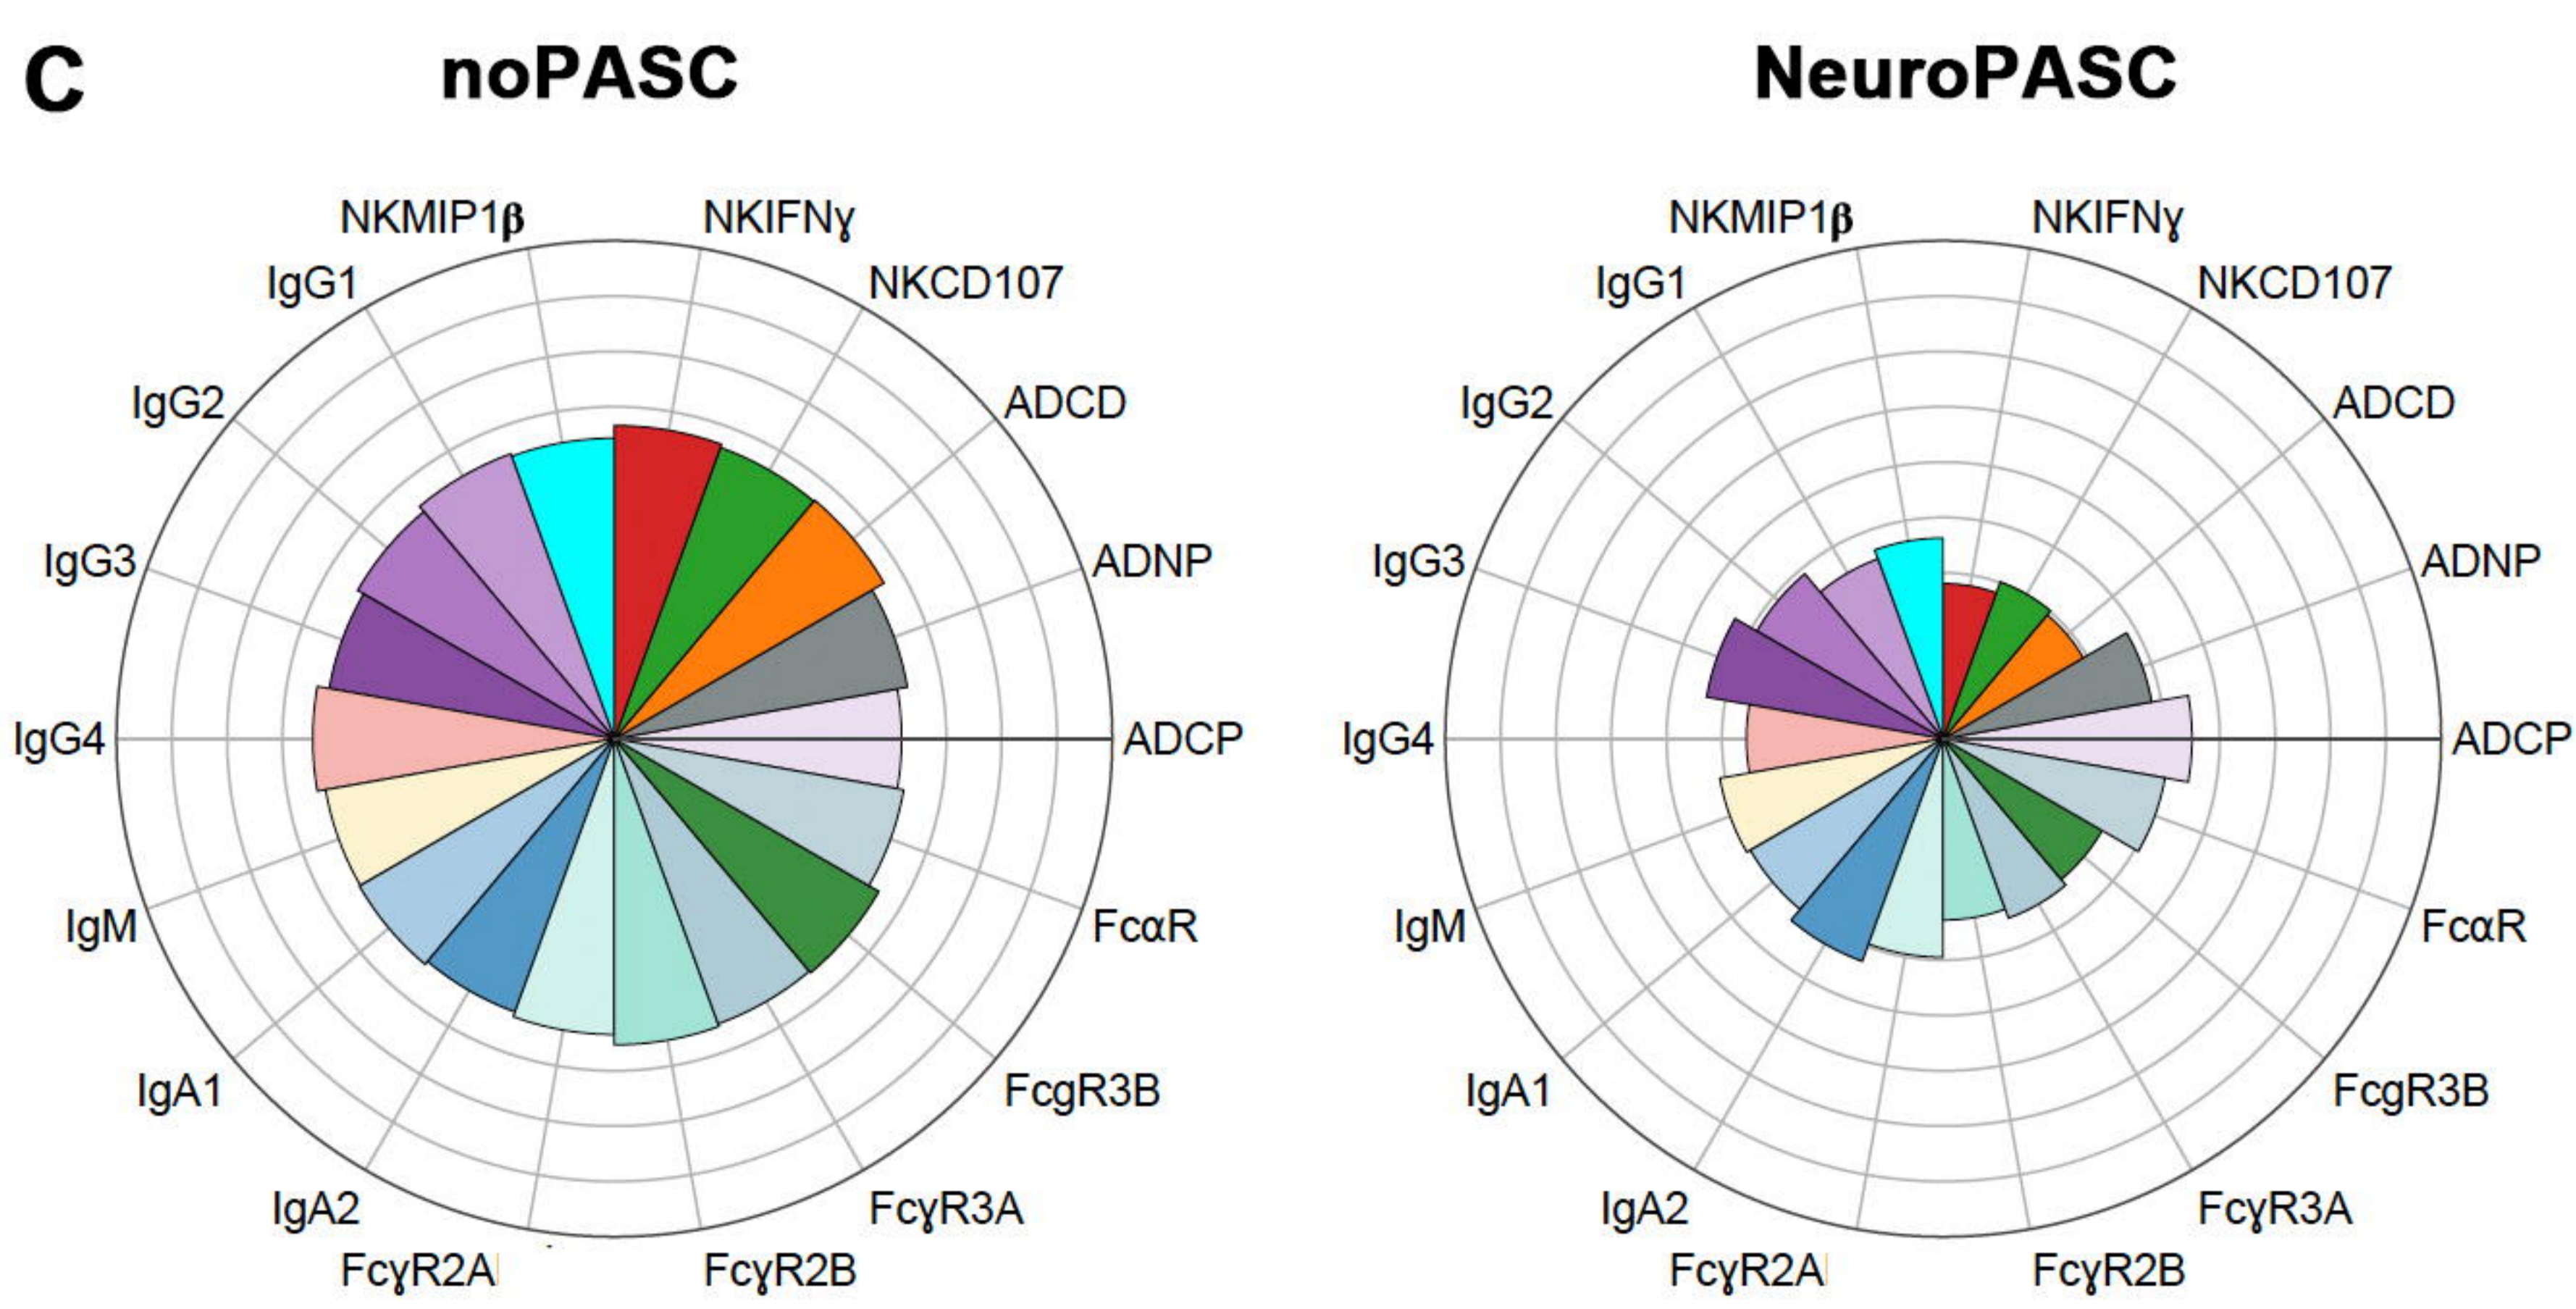 C
noPASC
NeuroPASC
NKMIP1β
NKIFNγ
IgG1
NKCD107
IgG2
ADCD
IgG3
ADNP
IgG4
ADCP
IgM
FcαR
IgA1
FcgR3B
IgA2
FcγR3A
FcγR2A
FcγR2B
NKMIP1β
NKIFNγ
IgG1
NKCD107
IgG2
ADCD
IgG3
ADNP
IgG4
ADCP
IgM
FcαR
IgA1
FcgR3B
IgA2
FcγR3A
FcγR2A
FcγR2B